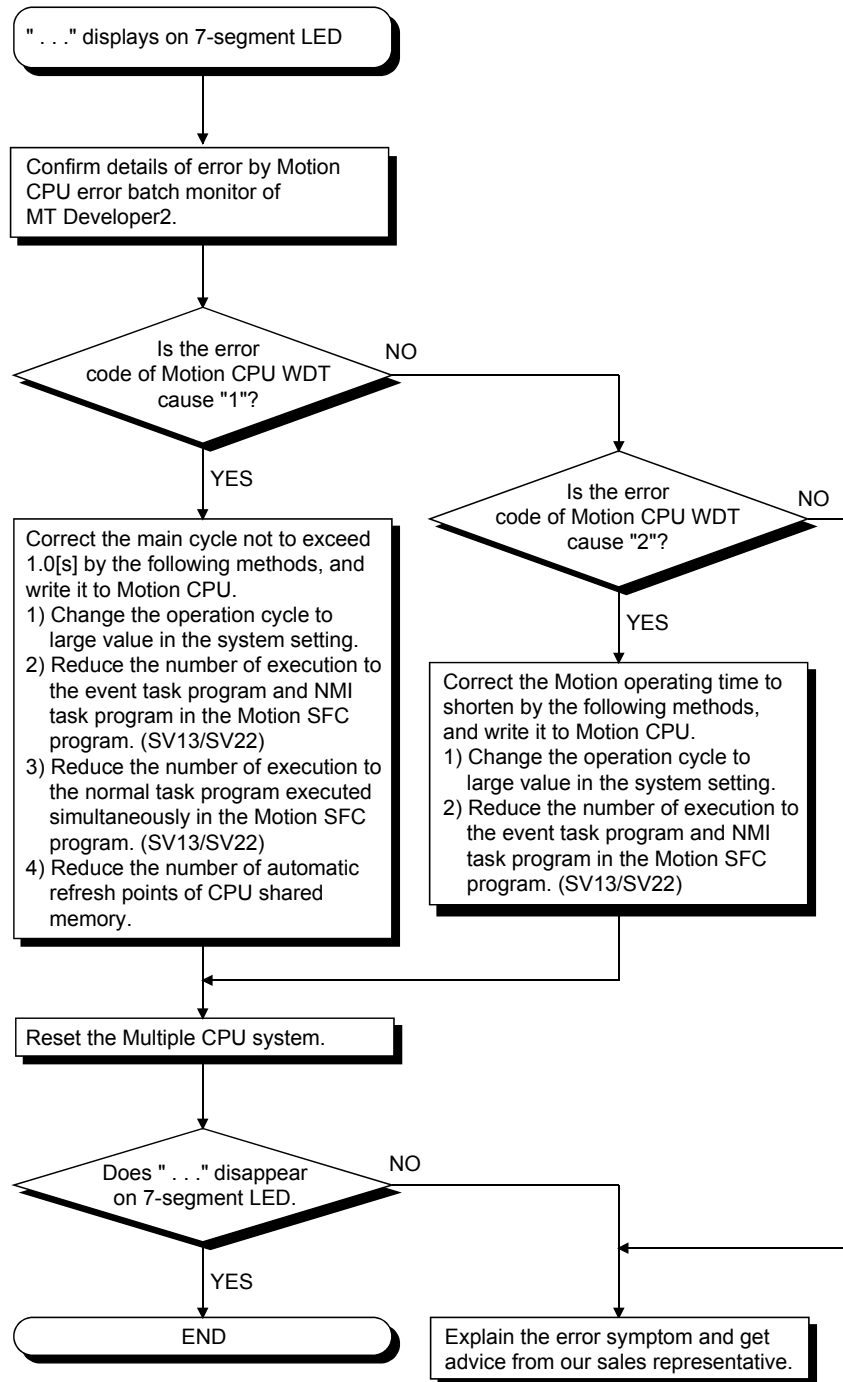 " . . ." displays on 7-segment LED
Confirm details of error by Motion
CPU error batch monitor of
MT Developer2.
Is the error
code of Motion CPU WDT
cause "1"?
NO
YES
Is the error
code of Motion CPU WDT
cause "2"?
NO
YES
Correct the main cycle not to exceed
1.0[s] by the following methods, and
write it to Motion CPU.
1) Change the operation cycle to
large value in the system setting.
2) Reduce the number of execution to
the event task program and NMI
task program in the Motion SFC
program. (SV13/SV22)
3) Reduce the number of execution to
the normal task program executed
simultaneously in the Motion SFC
program. (SV13/SV22)
4) Reduce the number of automatic
refresh points of CPU shared
memory.
Correct the Motion operating time to
shorten by the following methods,
and write it to Motion CPU.
1) Change the operation cycle to
large value in the system setting.
2) Reduce the number of execution to
the event task program and NMI
task program in the Motion SFC
program. (SV13/SV22)
Reset the Multiple CPU system.
Does " . . ." disappear
on 7-segment LED.
NO
YES
END
Explain the error symptom and get
advice from our sales representative.